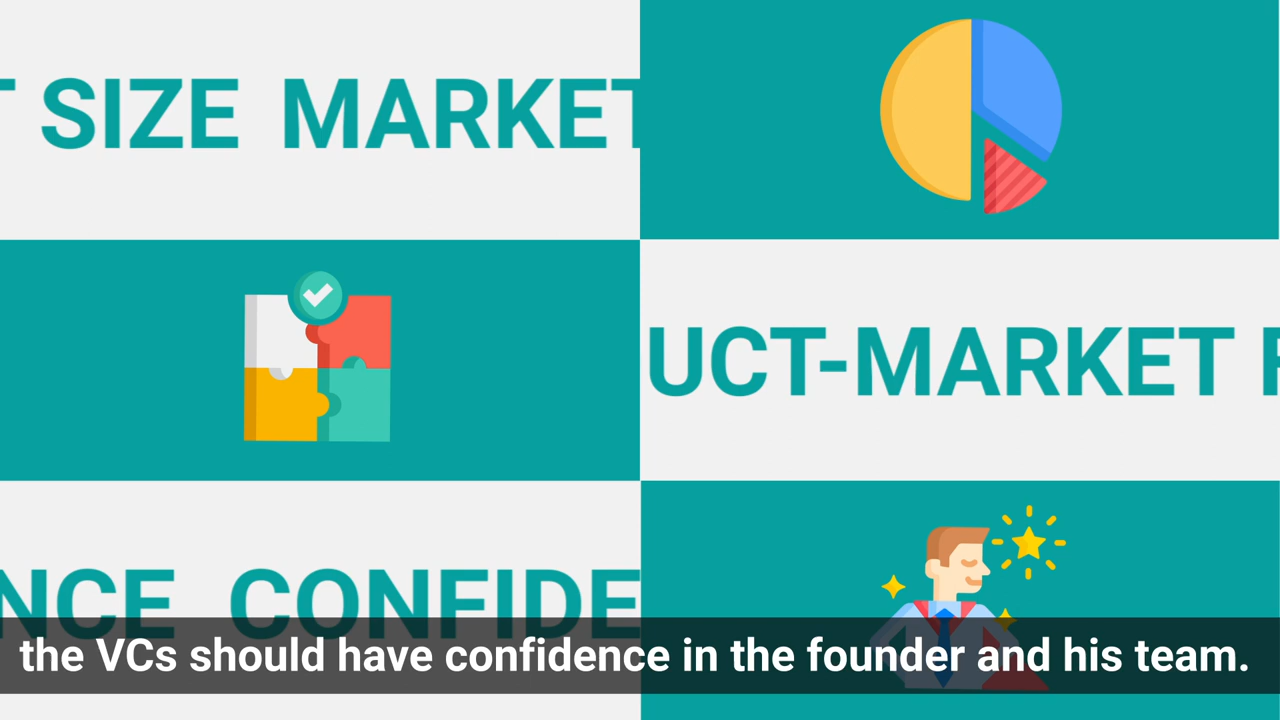 T SIZE MARKET
UCT-MARKET F
NCE CONFIDE
the VCs should have confidence in the founder and his team.